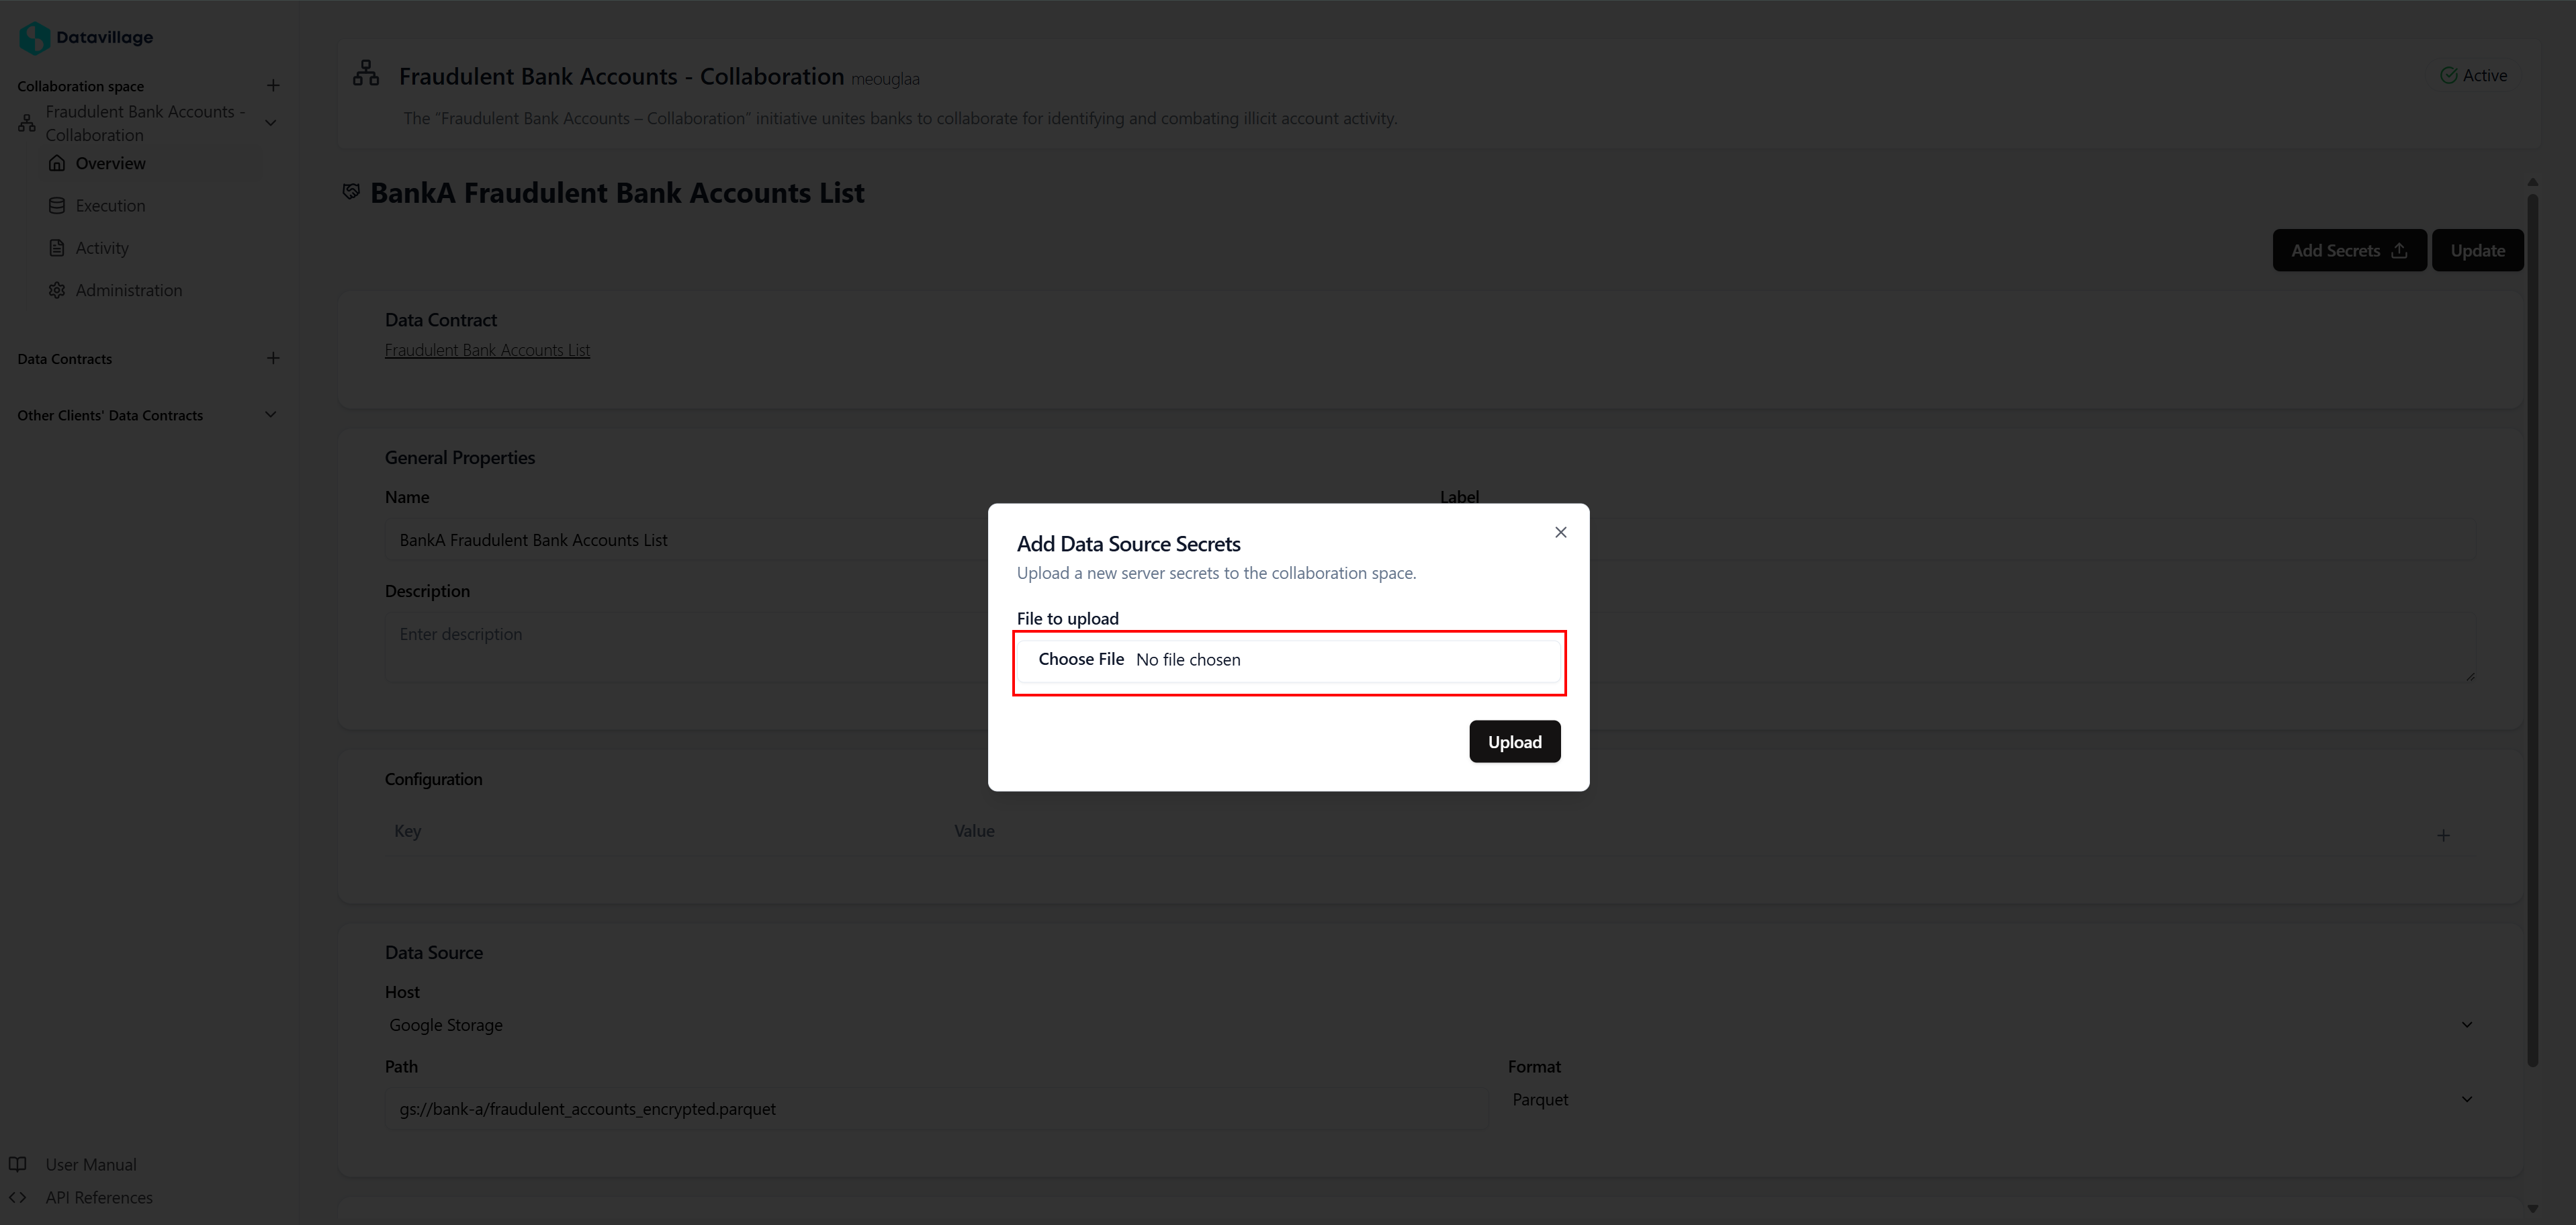 Datavillage
Collaboration space
Fraudulent Bank Accounts -
Collaboration
Overview
Execution
Activity
Administration
Data Contracts
Other Clients' Data Contracts
User Manual
API References
Fraudulent Bank Accounts - Collaboration meouglaa
Active
The "Fraudulent Bank Accounts – Collaboration" initiative unites banks to collaborate for identifying and combating illicit account activity.
BankA Fraudulent Bank Accounts List
Add Secrets
Update
Data Contract
Fraudulent Bank Accounts List
General Properties
Name
Label
BankA Fraudulent Bank Accounts List
Description
Enter description
Add Data Source Secrets
Upload a new server secrets to the collaboration space.
File to upload
Choose File No file chosen
Upload
Configuration
Key
Value
Data Source
Host
Google Storage
Path
Format
gs://bank-a/fraudulent_accounts_encrypted.parquet
Parquet